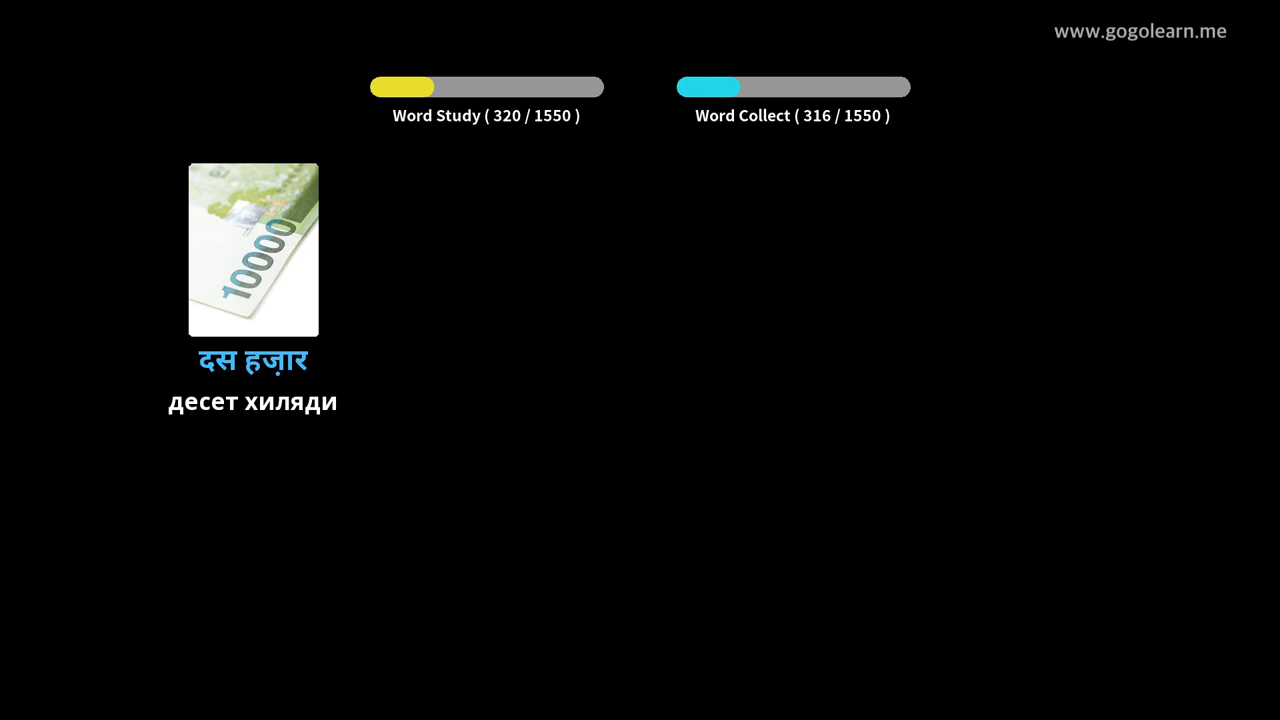 www.gogolearn.me
Word Study ( 320 / 1550 )
Word Collect ( 316 / 1550 )
10000
दस हज़ार
десет хиляди